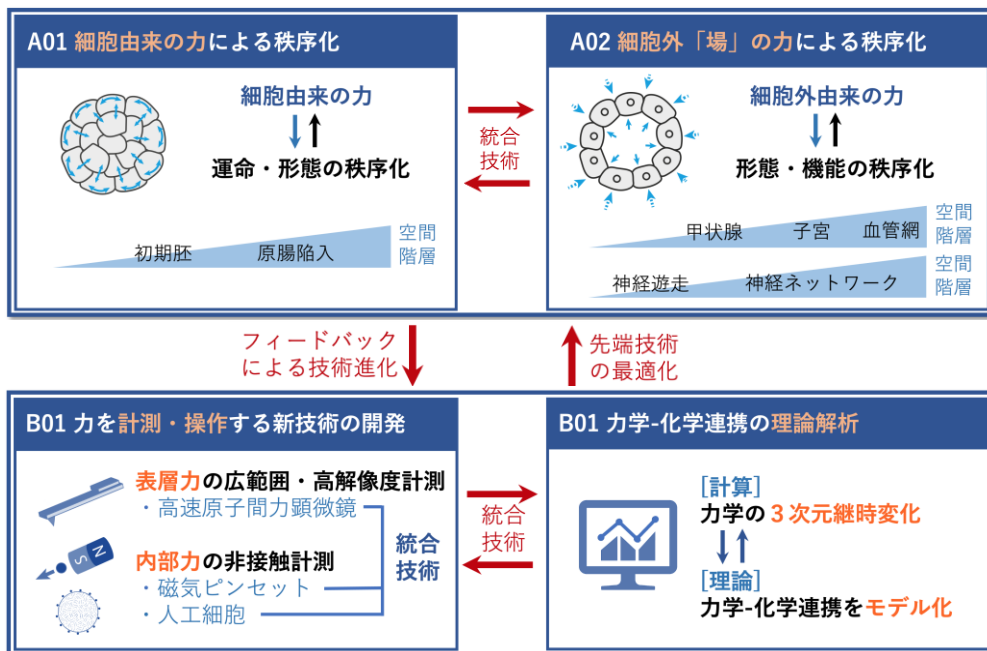 A01 細胞由来の力による秩序化
細胞由来の力
運命・形態の秩序化
初期胚
原腸陥入
空間
階層
統合
技術
A02 細胞外「場」の力による秩序化
細胞外由来の力
形態・機能の秩序化
甲状腺
子宮
血管網
空間
階層
神経遊走
神経ネットワーク
空間
階層
フィードバック
による技術進化
先端技術
の最適化
B01 力を計測・操作する新技術の開発
表層力の広範囲・高解像度計測
・高速原子間力顕微鏡
N
S
内部力の非接触計測
・磁気ピンセット
・人工細胞
統合
技術
統合
技術
B01 力学-化学連携の理論解析
[計算]
力学の３次元継時変化
[理論]
力学-化学連携をモデル化